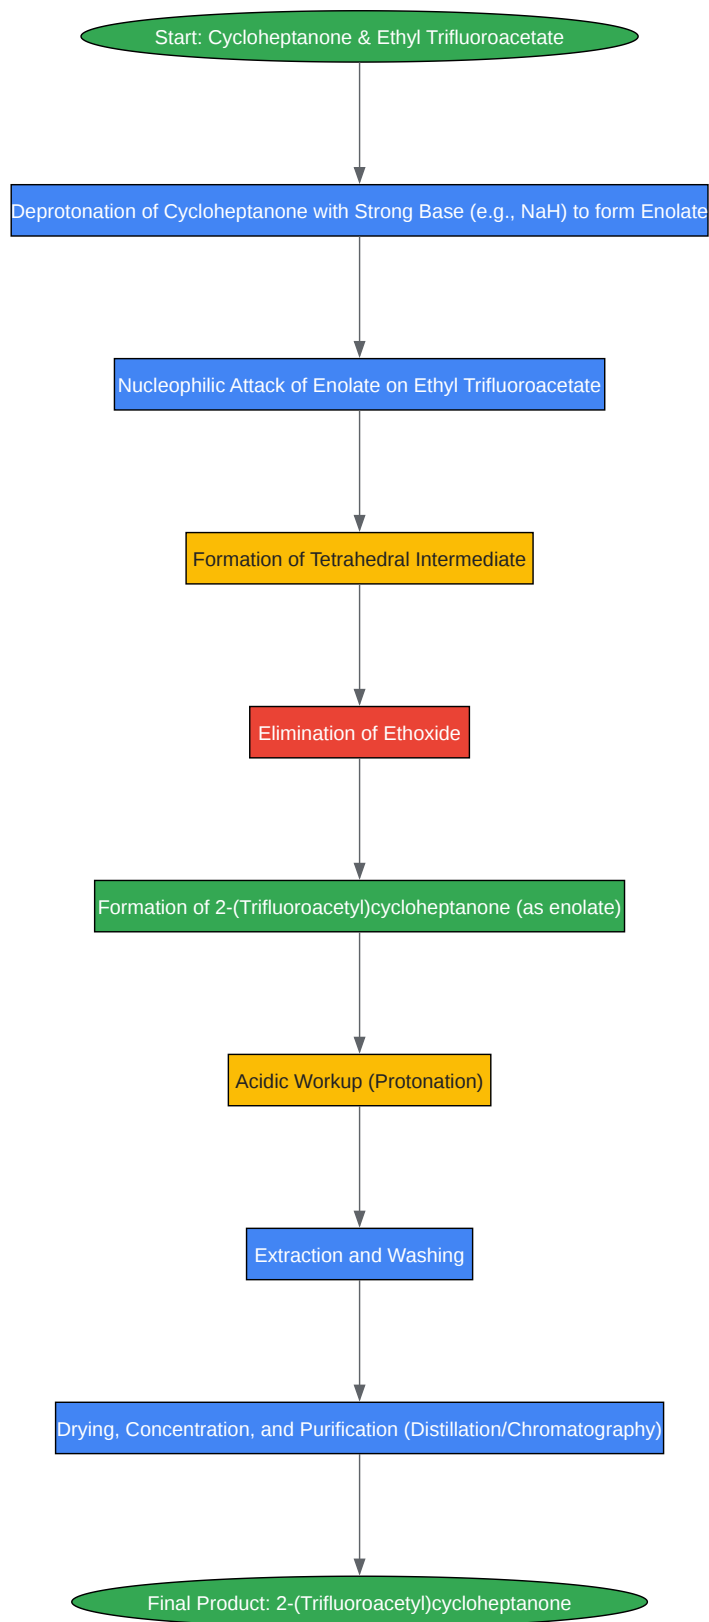 Start: Cycloheptanone & Ethyl Trifluoroacetate
Deprotonation of Cycloheptanone with Strong Base (e.g., NaH) to form Enolate
Nucleophilic Attack of Enolate on Ethyl Trifluoroacetate
Formation of Tetrahedral Intermediate
Elimination of Ethoxide
Formation of 2-(Trifluoroacetyl)cycloheptanone (as enolate)
Acidic Workup (Protonation)
Extraction and Washing
Drying, Concentration, and Purification (Distillation/Chromatography)
Final Product: 2-(Trifluoroacetyl)cycloheptanone